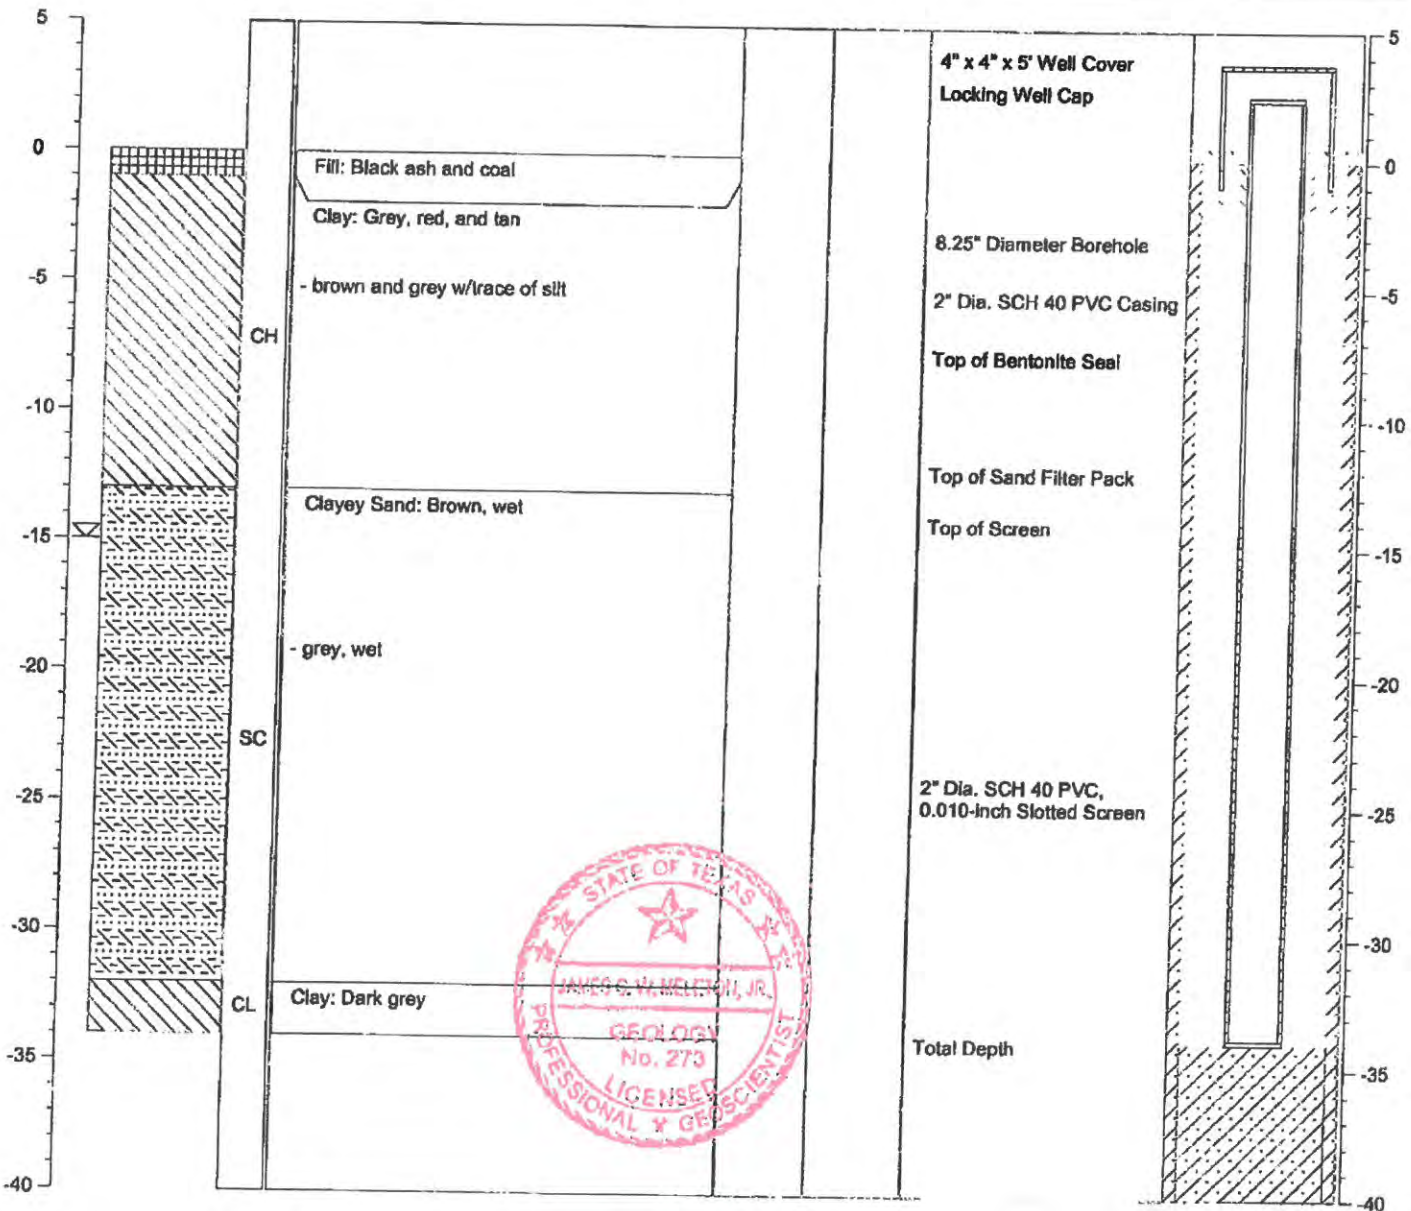 5
0
-5
-10
-15
-20
-25
-30
-35
-40
CH
SC
CL
Fill: Black ash and coal
Clay: Grey, red, and tan
- brown and grey w/trace of silt
Clayey Sand: Brown, wet
- grey, wet
Clay: Dark grey
STATE OF TEXAS
JAMES C. W. MELETON, JR.
GEOLOGY
No. 273
LICENSED
PROFESSIONAL GEOSCIENTIST
4" x 4" x 5' Well Cover
Locking Well Cap
8.25" Diameter Borehole
2" Dia. SCH 40 PVC Casing
Top of Bentonite Seal
Top of Sand Filter Pack
Top of Screen
2" Dia. SCH 40 PVC,
0.010-inch Slotted Screen
Total Depth
5
0
-5
-10
-15
-20
-25
-30
-35
-40